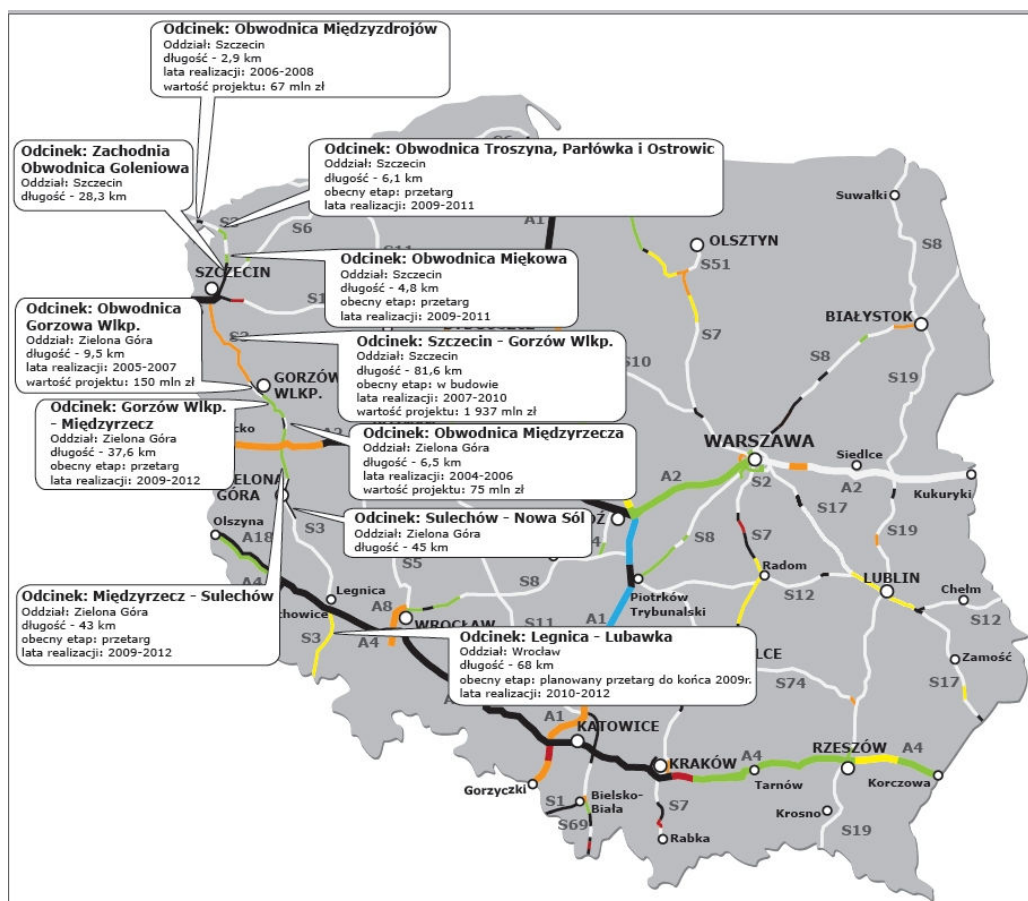 Odcinek: Obwodnica Międzyzdrojów
Oddział: Szczecin
długość - 2,9 km
lata realizacji: 2006-2008
wartość projektu: 67 mln zł
Odcinek: Zachodnia
Obwodnica Goleniowa
Oddział: Szczecin
długość - 28,3 km
Odcinek: Obwodnica Troszyna, Parłówka i Ostrowic
Oddział: Szczecin
długość - 6,1 km
obecny etap: przetarg
lata realizacji: 2009-2011
Suwałki
S3
S6
A1
S8
OLSZTYN
S51
SZCZECIN
Odcinek: Obwodnica Miękowa
Oddział: Szczecin
długość - 4,8 km
obecny etap: przetarg
lata realizacji: 2009-2011
Odcinek: Obwodnica
Gorzowa Wlkp.
Oddział: Zielona Góra
długość - 9,5 km
lata realizacji: 2005-2007
wartość projektu: 150 mln zł
S3
BIAŁYSTOK
S7
Odcinek: Szczecin - Gorzów Wlkp.
Oddział: Szczecin
długość - 81,6 km
obecny etap: w budowie
lata realizacji: 2007-2010
wartość projektu: 1 937 mln zł
S10
S8
S19
GORZÓW
WLKP.
Odcinek: Gorzów Wlkp.
- Międzyrzecz
Oddział: Zielona Góra
długość - 37,6 km
obecny etap: przetarg
lata realizacji: 2009-2012
Odcinek: Obwodnica Międzyrzecza
Oddział: Zielona Góra
długość - 6,5 km
lata realizacji: 2004-2006
wartość projektu: 75 mln zł
WARSZAWA
Siedlce
A2
S2
A2
Kukuryki
GÓRA
Olszyna
A18
S3
Odcinek: Sulechów - Nowa Sól
Oddział: Zielona Góra
długość - 45 km
S17
S8
S7
S19
A4
S5
S8
Radom
LUBLIN
Chełm
Piotrków
Trybunalski
S12
S12
Odcinek: Międzyrzecz - Sulechów
Oddział: Zielona Góra
długość - 43 km
obecny etap: przetarg
lata realizacji: 2009-2012
Legnica
A8
WROCŁAW
S3
A4
S11
A1
Odcinek: Legnica - Lubawka
Oddział: Wrocław
długość - 68 km
obecny etap: planowany przetarg do końca 2009r.
lata realizacji: 2010-2012
Zamość
S17
S74
A1
KATOWICE
KRAKÓW
A4
RZESZÓW
A4
Gorzyczki
Tarnów
Korczowa
S1
Bielsko-
Biała
S69
S7
Rabka
Krosno
S19